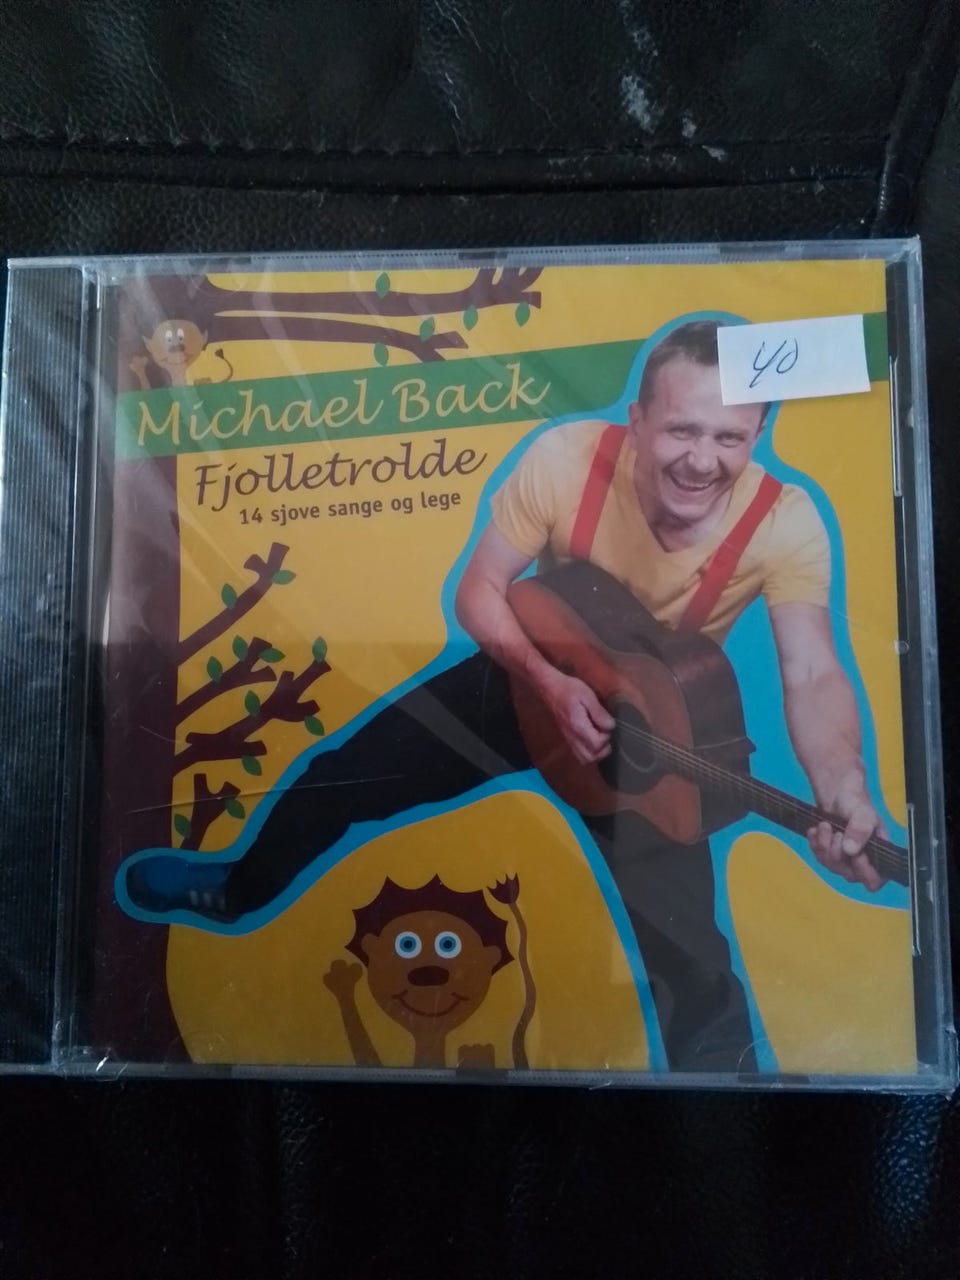 40
Michael Back
Fjolletrolde
14 sjove sange og lege